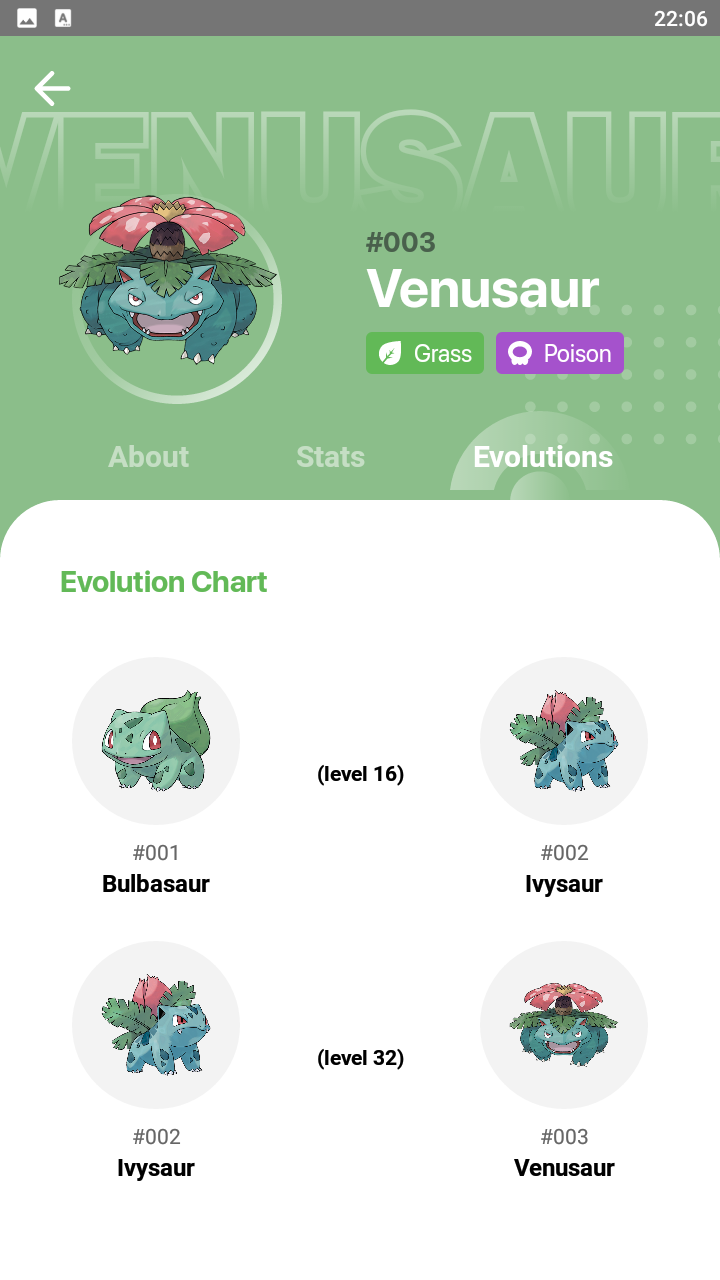 22:06
VENUSAUR
#003
Venusaur
Grass Poison
About Stats Evolutions
Evolution Chart
(level 16)
#001 #002
Bulbasaur Ivysaur
(level 32)
#002 #003
Ivysaur Venusaur